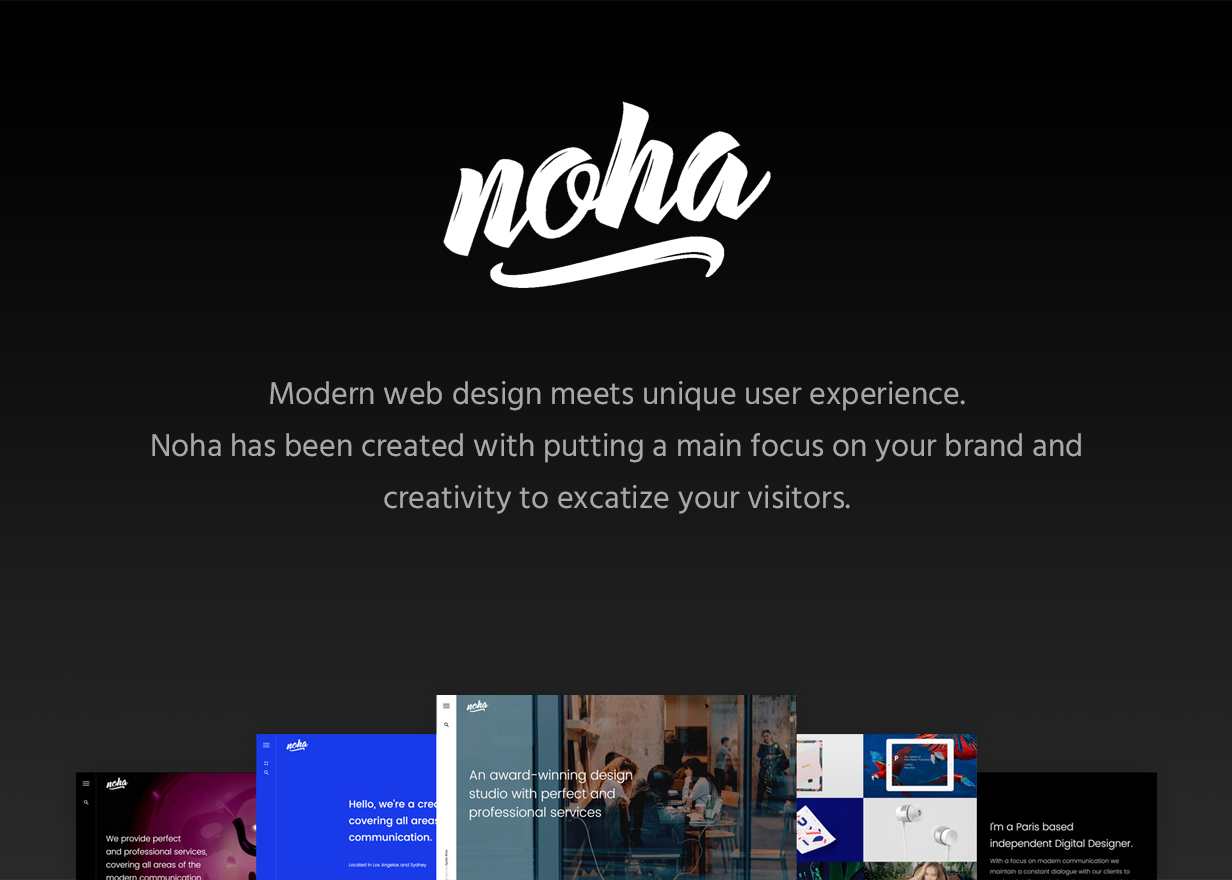 noha
Modern web design meets unique user experience.
Noha has been created with putting a main focus on your brand and
creativity to excatize your visitors.
noha
An award-winning design
studio with perfect and
professional services
noha
Hello, we're a crea
covering all areas
communication.
Located in Los Angelas and Sydney
noha
We provide perfect
and professional services,
covering all areas of the
modern communication
P
I'm a Paris based
independent Digital Designer.
With a focus on modern communication we
maintain a constant dialogue with our clients to